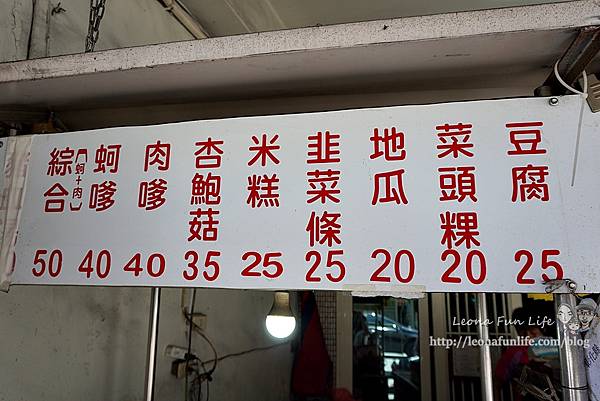 綜合(蚵+肉) 50
蚵嗲 40
肉嗲 40
杏鮑菇 35
米糕 25
韭菜條 25
地瓜 20
菜頭粿 20
豆腐 25
Leona Fun Life
http://leonafunlife.com/blog